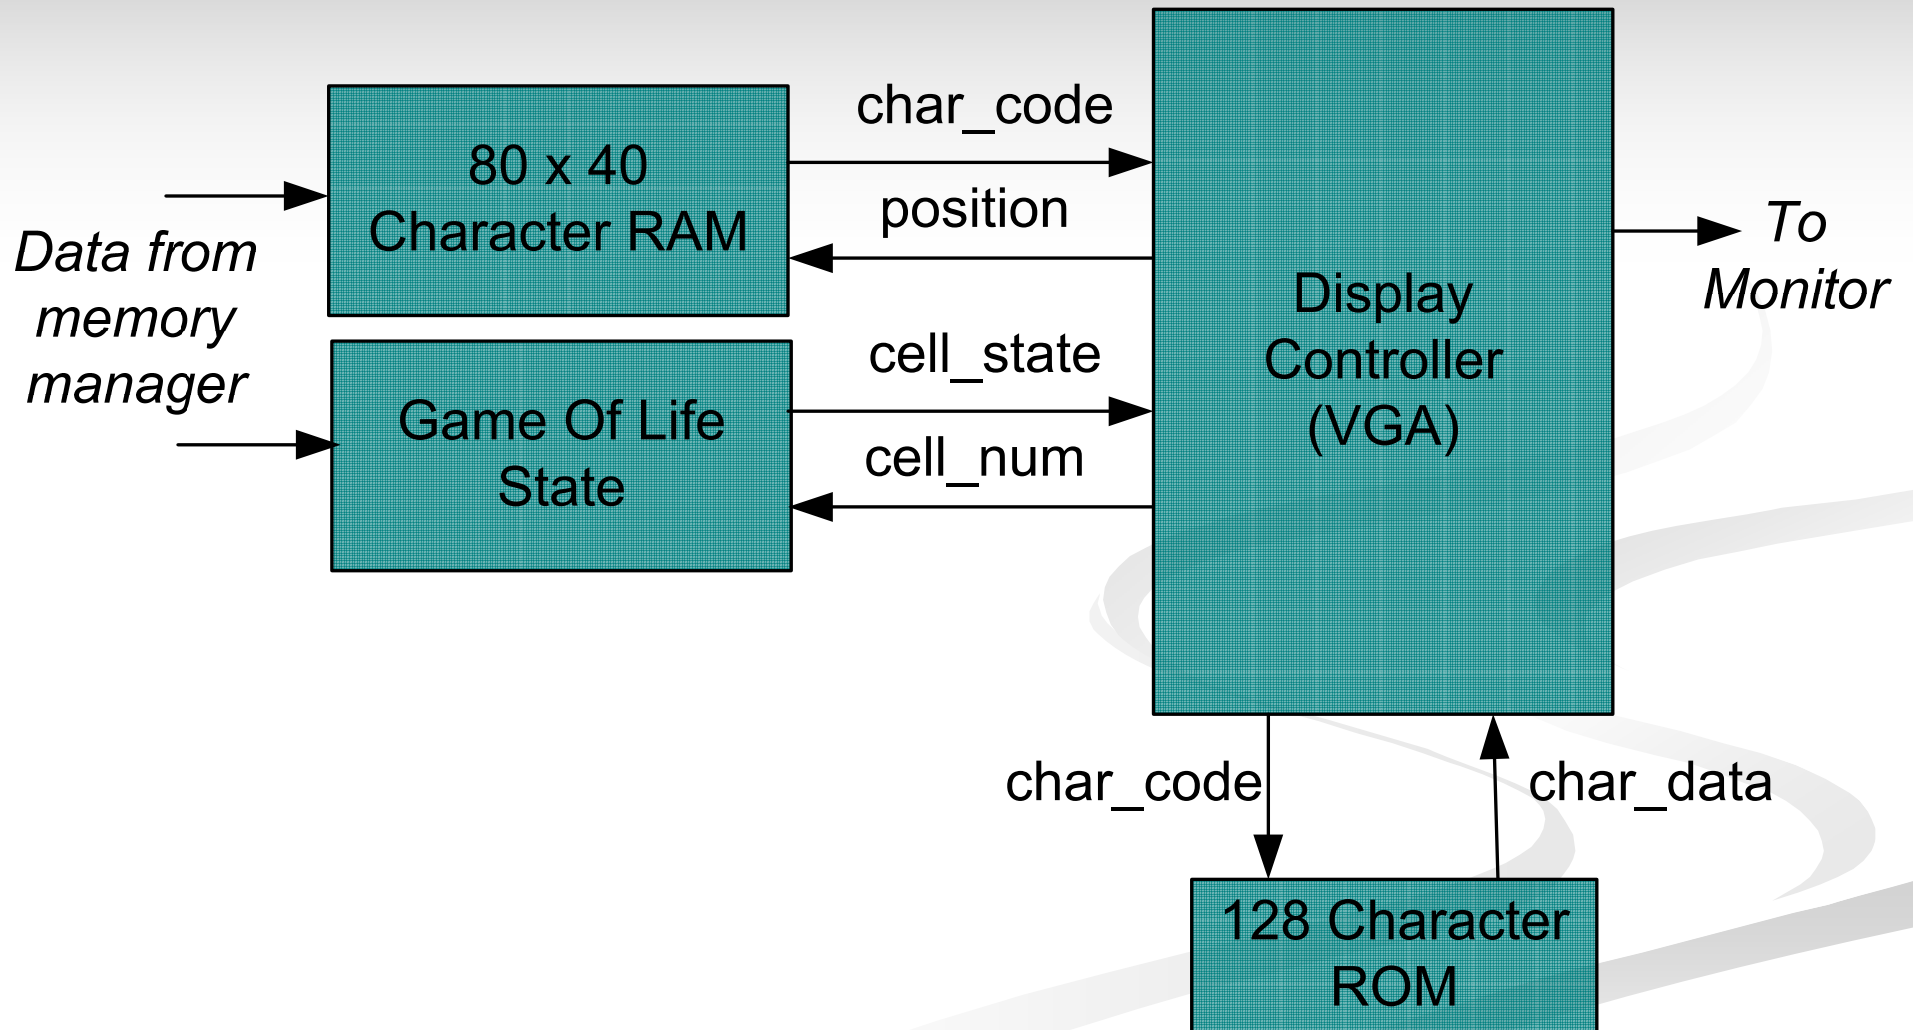 Data from
memory
manager
80 x 40
Character RAM
char_code
position
Game Of Life
State
cell_state
cell_num
Display
Controller
(VGA)
To
Monitor
char_code
char_data
128 Character
ROM